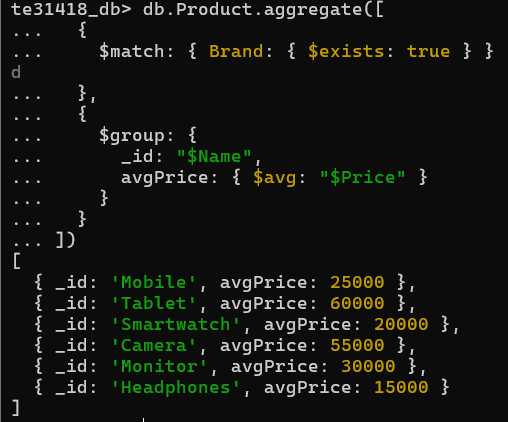 te31418_db> db.Product.aggregate([
...   {
...     $match: { Brand: { $exists: true } }
d
...   },
...   {
...     $group: {
...       _id: "$Name",
...       avgPrice: { $avg: "$Price" }
...     }
...   }
... ])
[
  { _id: 'Mobile', avgPrice: 25000 },
  { _id: 'Tablet', avgPrice: 60000 },
  { _id: 'Smartwatch', avgPrice: 20000 },
  { _id: 'Camera', avgPrice: 55000 },
  { _id: 'Monitor', avgPrice: 30000 },
  { _id: 'Headphones', avgPrice: 15000 }
]